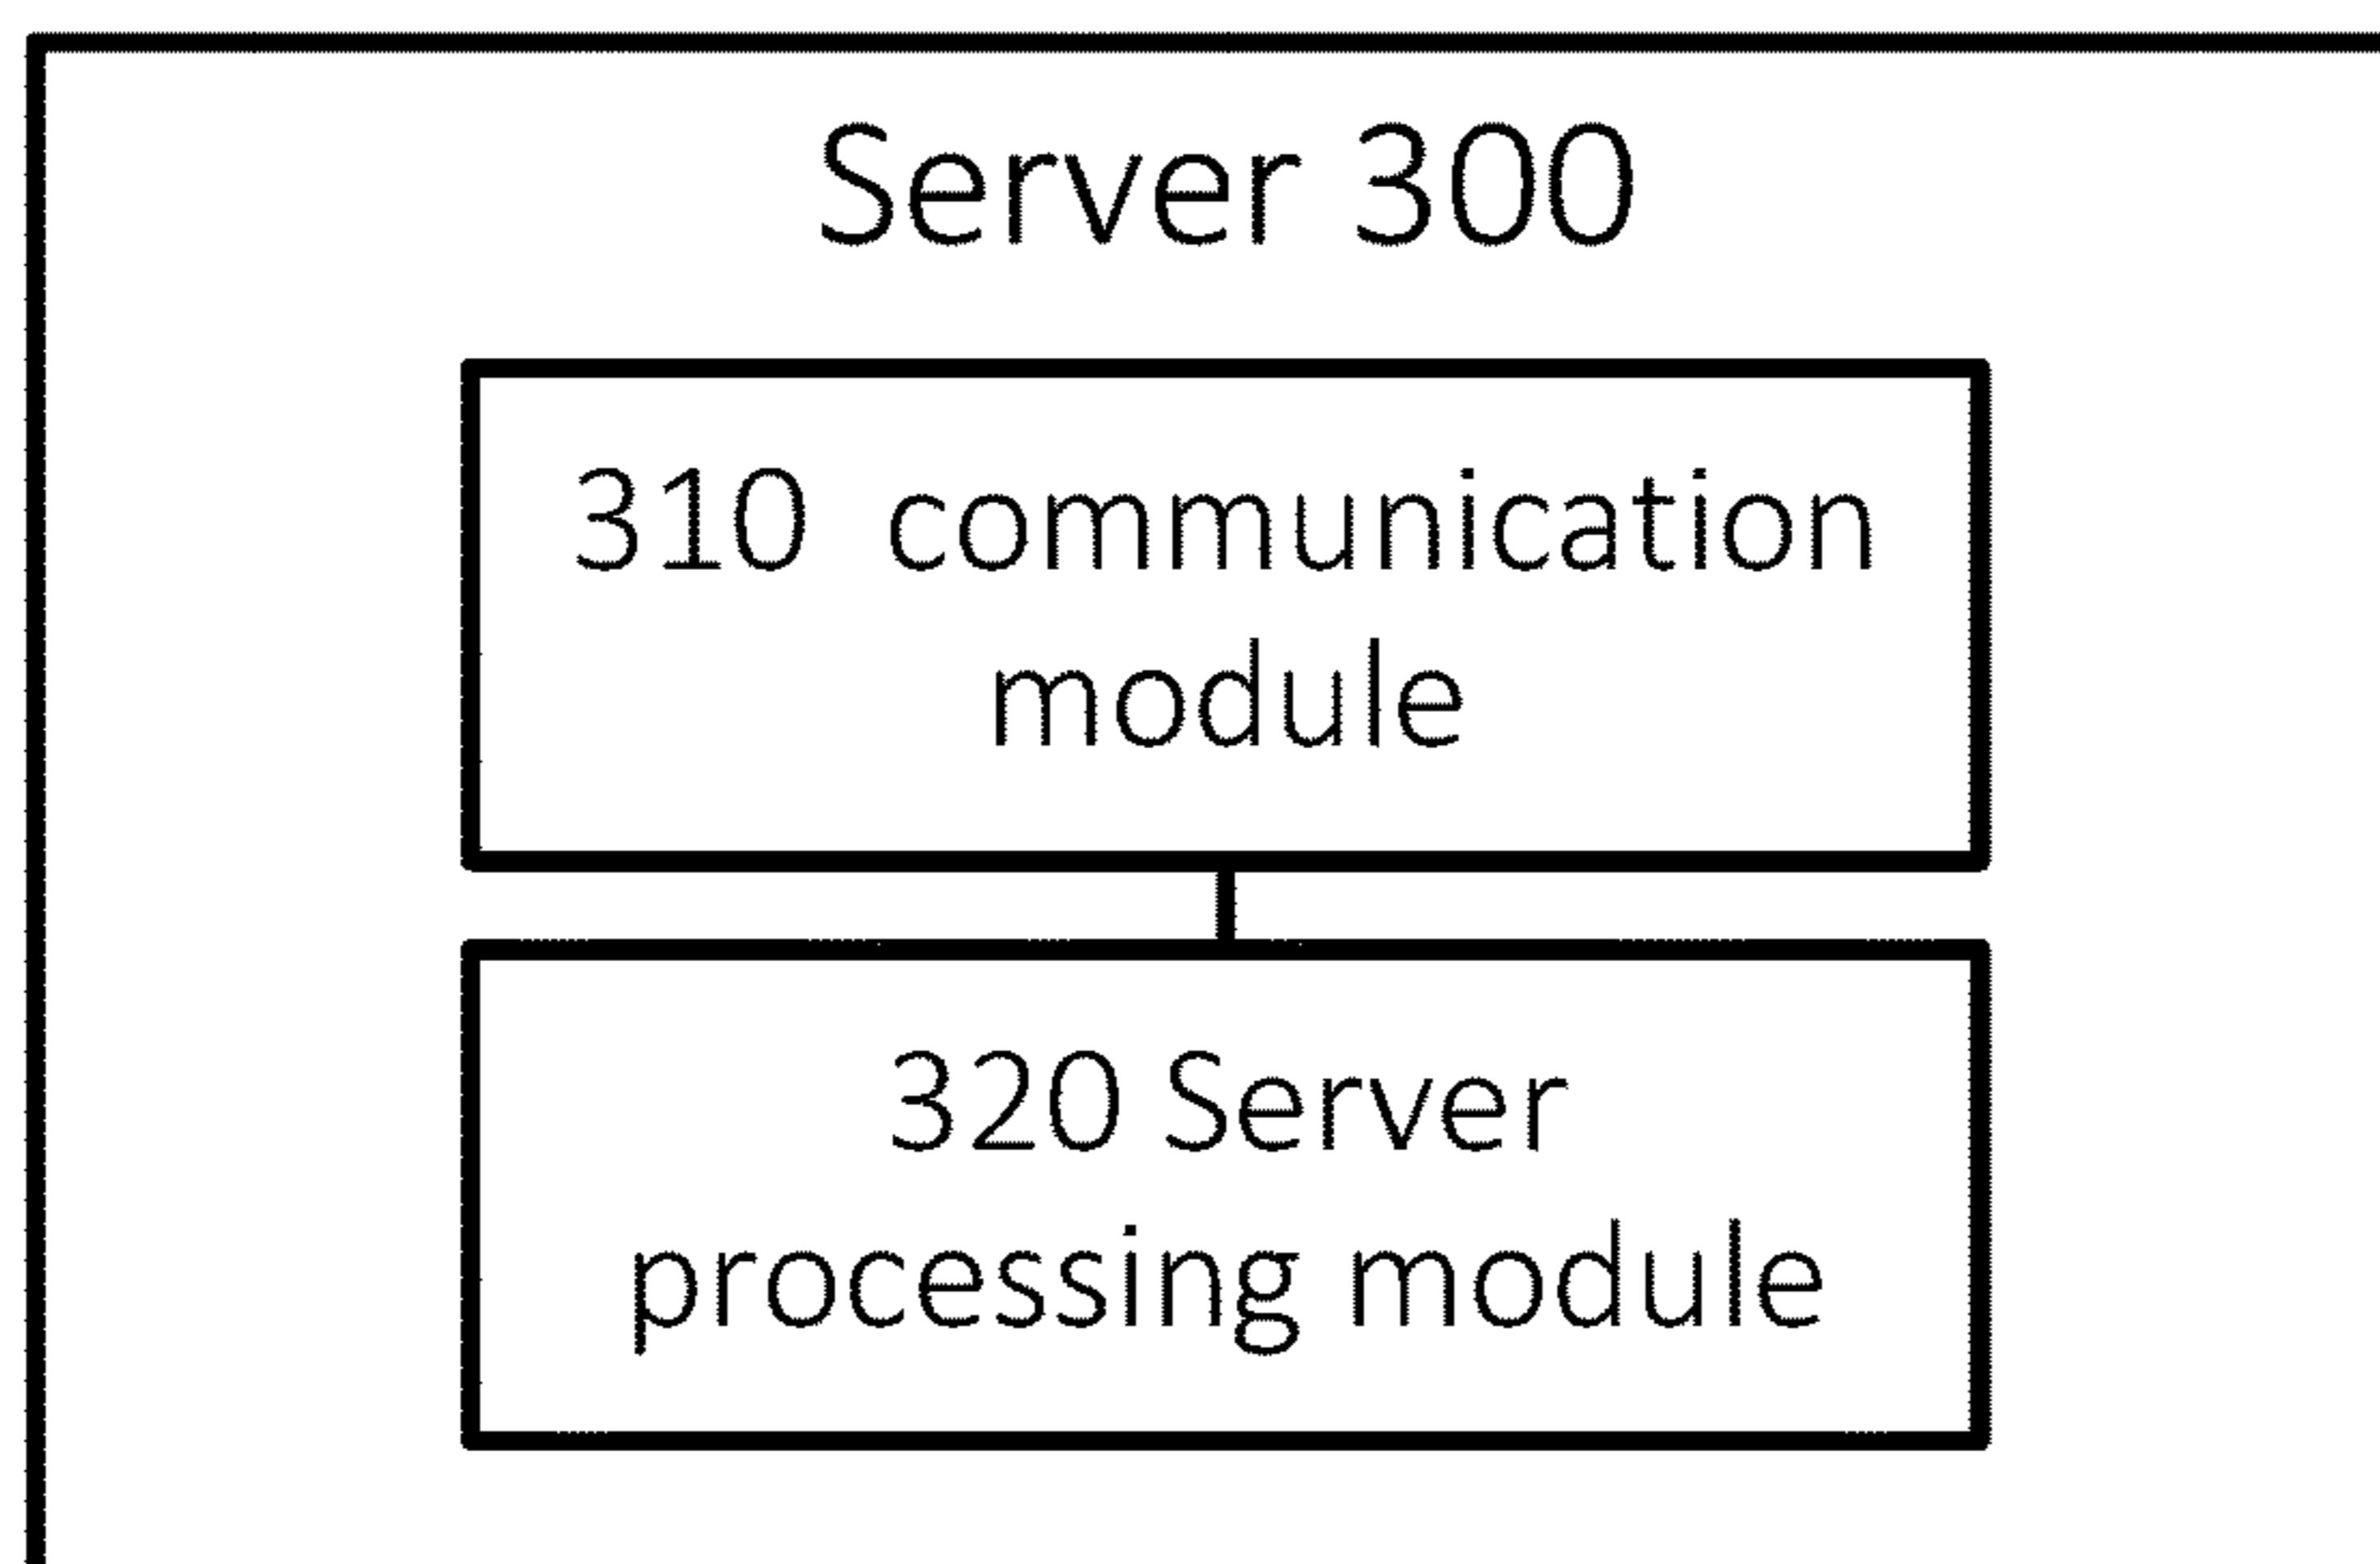 Server 300
310 communication
module
320 Server
processing module